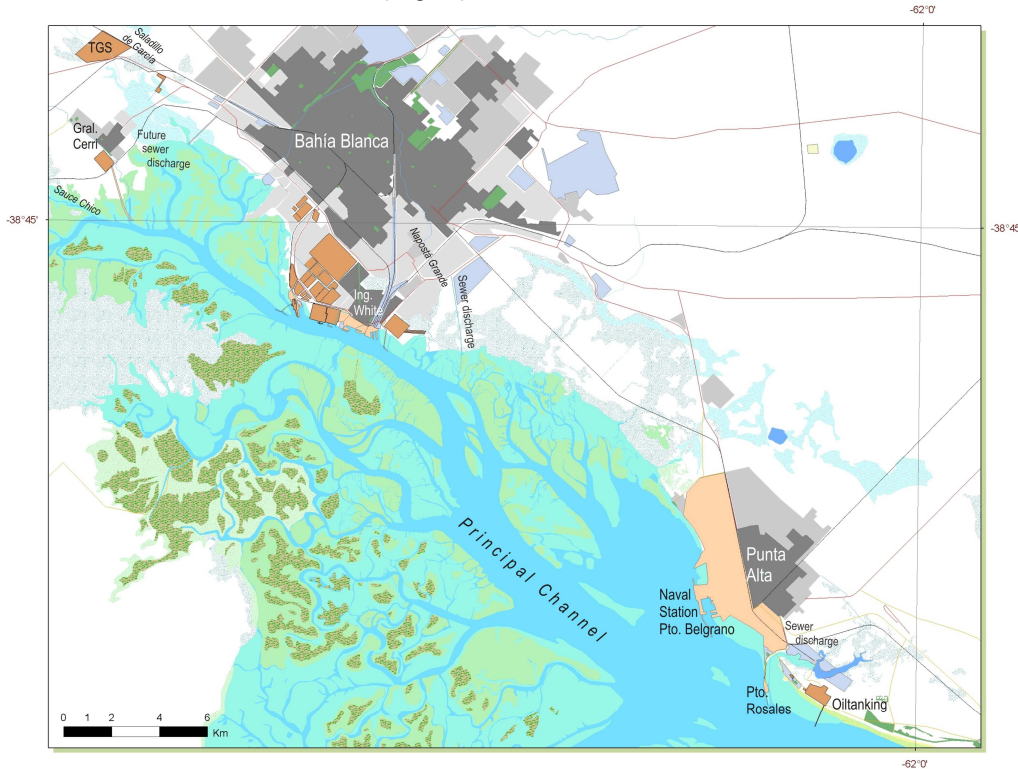 -62°0'
TGS
Saladillo
de García
Bahía Blanca
Gral.
Cerri
Future
sewer
discharge
Sauce Chico
-38°45'
-38°45'
Napostá Grande
Sewer discharge
Ing.
White
Principal Channel
Punta
Alta
Naval
Station
Pto. Belgrano
Sewer
discharge
Pto.
Rosales
Oiltanking
0 1 2 4 6
Km
-62°0'